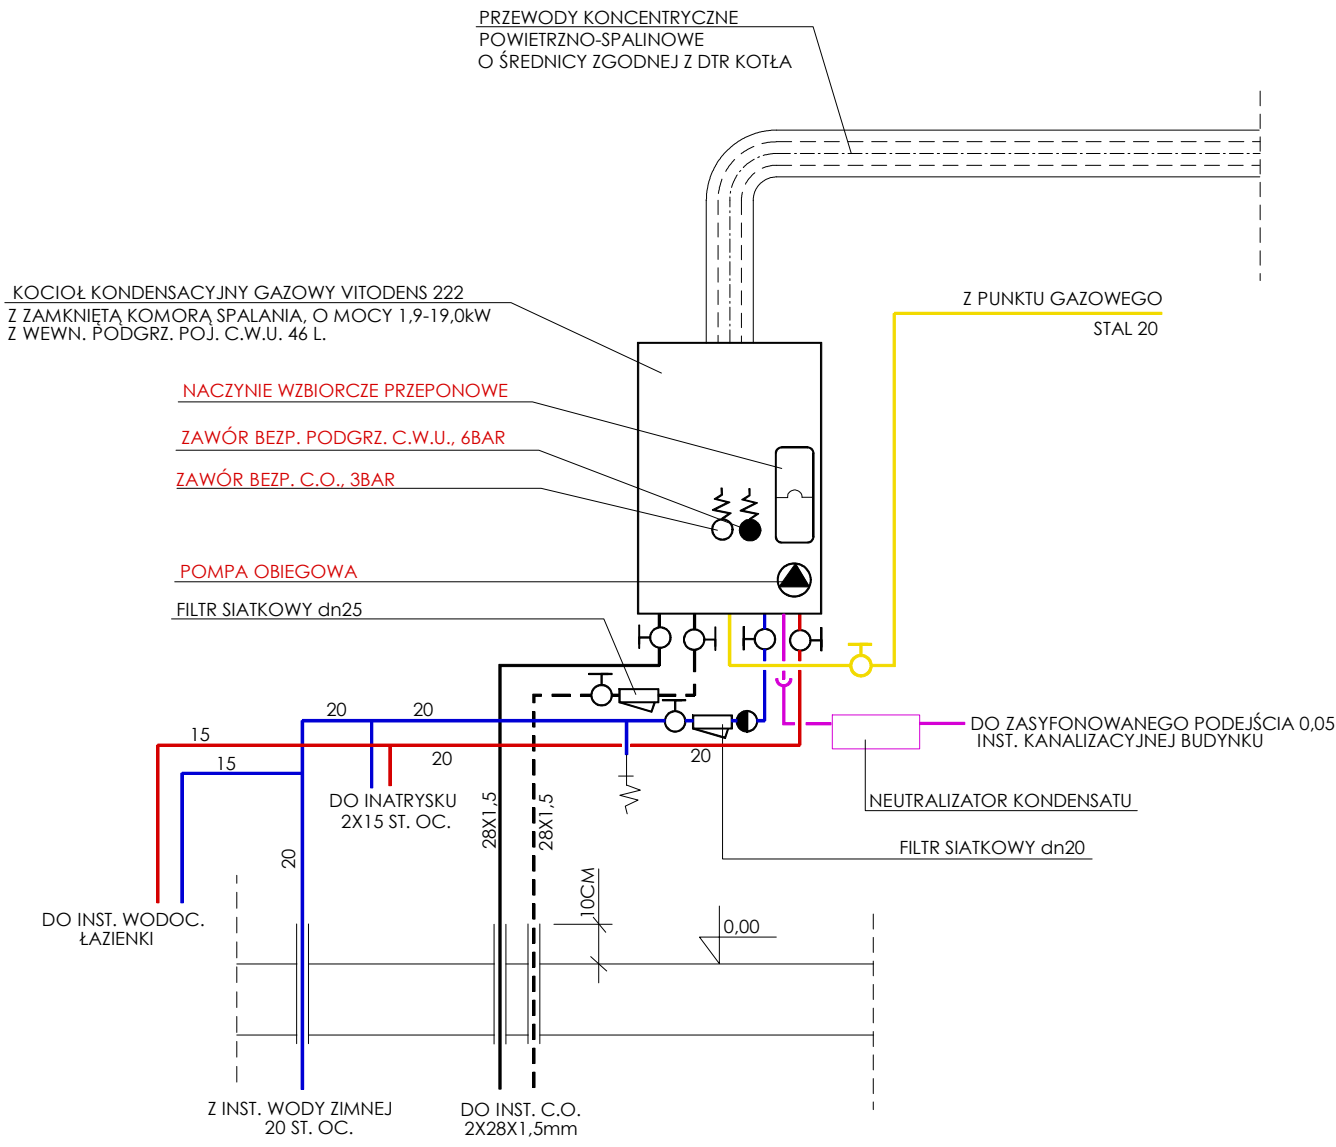 PRZEWODY KONCENTRYCZNE
POWIETRZNO-SPALINOWE
O ŚREDNICY ZGODNEJ Z DTR KOTŁA
KOCIOŁ KONDENSACYJNY GAZOWY VITODENS 222
Z ZAMKNIĘTĄ KOMORĄ SPALANIA, O MOCY 1,9-19,0kW
Z WEWN. PODGRZ. POJ. C.W.U. 46 L.
Z PUNKTU GAZOWEGO
STAL 20
NACZYNIE WZBIORCZE PRZEPONOWE
ZAWÓR BEZP. PODGRZ. C.W.U., 6BAR
ZAWÓR BEZP. C.O., 3BAR
POMPA OBIEGOWA
FILTR SIATKOWY dn25
20
20
15
15
20
20
DO ZASYFONOWANEGO PODEJŚCIA 0,05
INST. KANALIZACYJNEJ BUDYNKU
DO INATRYSKU
2X15 ST. OC.
28X1,5
28X1,5
NEUTRALIZATOR KONDENSATU
FILTR SIATKOWY dn20
20
10CM
DO INST. WODOC.
ŁAZIENKI
0,00
Z INST. WODY ZIMNEJ
20 ST. OC.
DO INST. C.O.
2X28X1,5mm